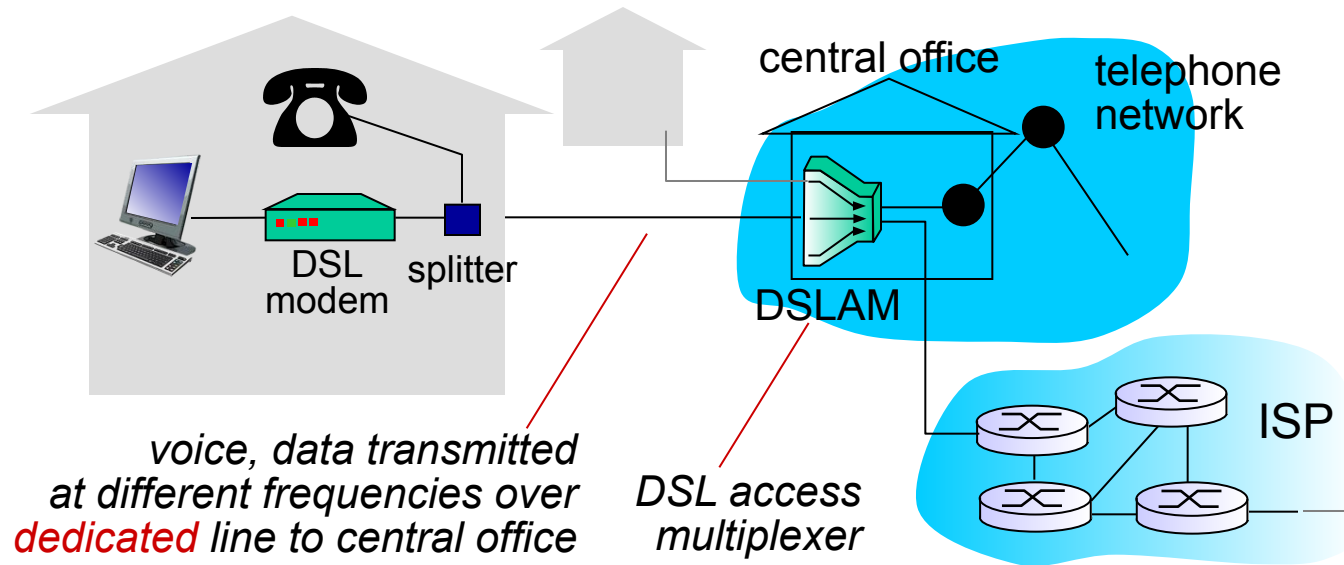 central office
telephone
network
DSL
modem
splitter
DSLAM
ISP
voice, data transmitted
at different frequencies over
dedicated line to central office
DSL access
multiplexer